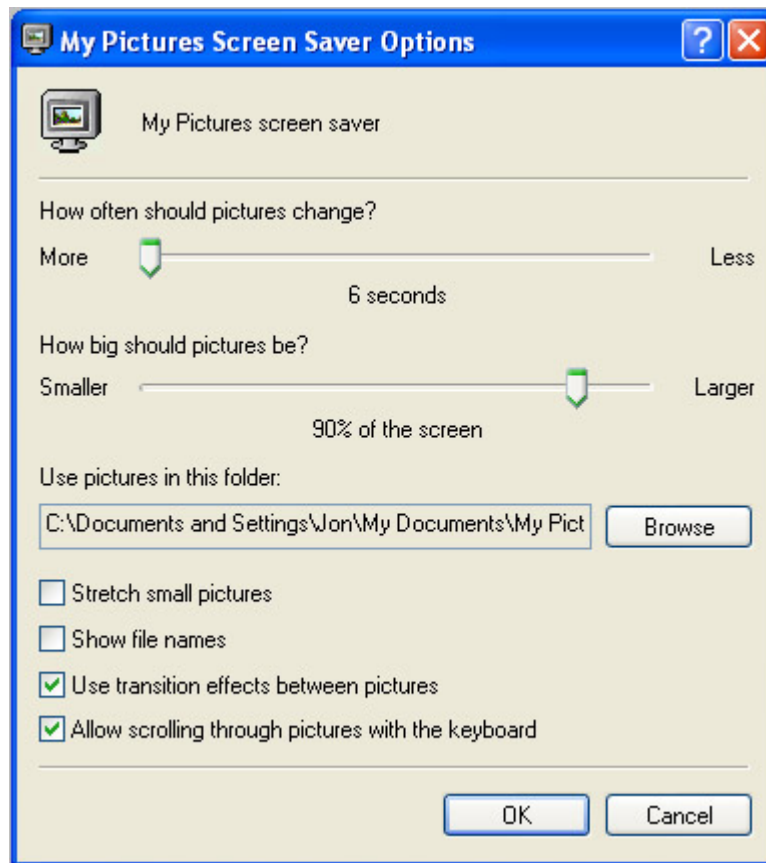 My Pictures Screen Saver Options
My Pictures screen saver
How often should pictures change?
More Less
6 seconds
How big should pictures be?
Smaller Larger
90% of the screen
Use pictures in this folder:
C:\Documents and Settings\Jon\My Documents\My Pict Browse
Stretch small pictures
Show file names
Use transition effects between pictures
Allow scrolling through pictures with the keyboard
OK Cancel